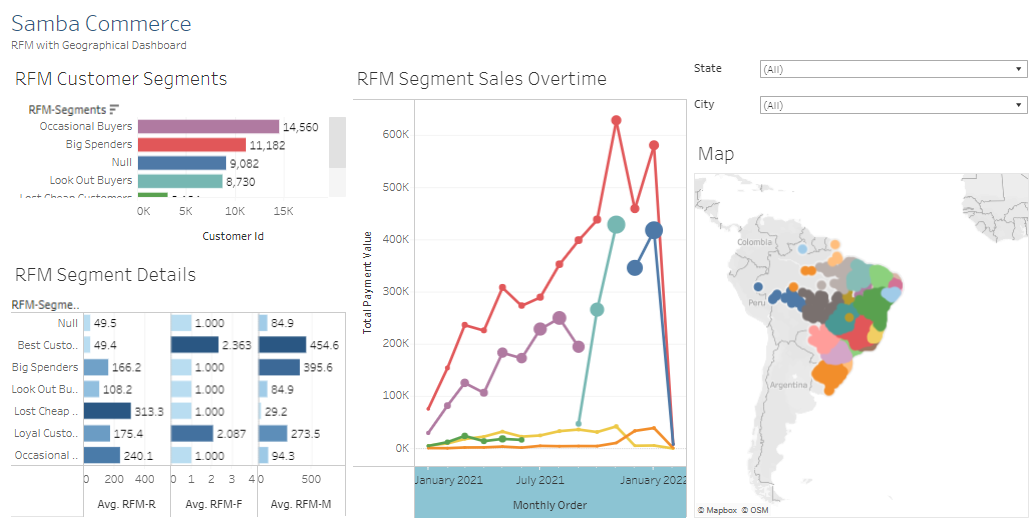 Samba Commerce
RFM with Geographical Dashboard
RFM Customer Segments
RFM-Segments
Occasional Buyers 14,560
Big Spenders 11,182
Null 9,082
Look Out Buyers 8,730
Lost Cheap Customers
0K 5K 10K 15K
Customer Id
RFM Segment Details
RFM-Segme..
Null 49.5 1.000 84.9
Best Custo.. 49.4 2.363 454.6
Big Spenders 166.2 1.000 395.6
Look Out Bu.. 108.2 1.000 84.9
Lost Cheap .. 313.3 1.000 29.2
Loyal Custo.. 175.4 2.087 273.5
Occasional .. 240.1 1.000 94.3
0 200 400 0 1 2 3 4 0 500
Avg. RFM-R Avg. RFM-F Avg. RFM-M
RFM Segment Sales Overtime
Total Payment Value
600K
500K
400K
300K
200K
100K
0K
January 2021 July 2021 January 2022
Monthly Order
State (All)
City (All)
Map
Colombia
Peru
Argentina
© Mapbox © OSM